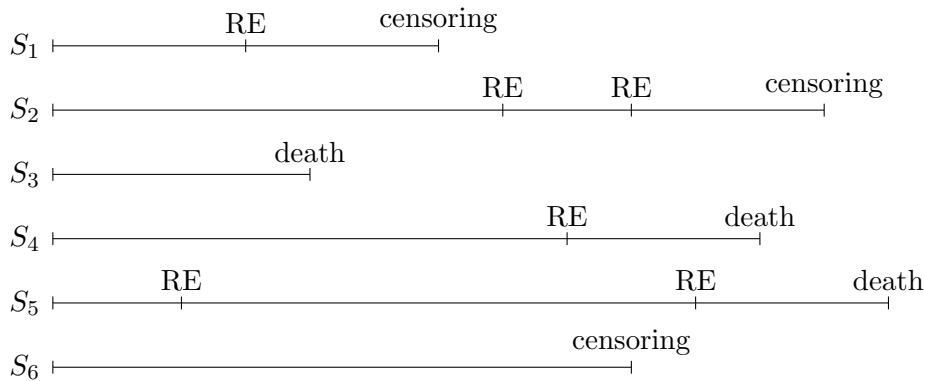 RE censoring
S1
RE RE censoring
S2
death
S3
RE death
S4
RE RE death
S5
censoring
S6